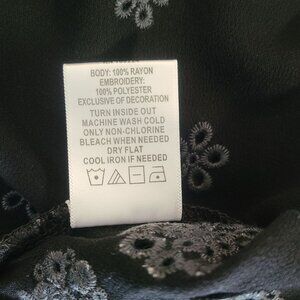 BODY: 100% RAYON
EMBROIDERY:
100% POLYESTER
EXCLUSIVE OF DECORATION
TURN INSIDE OUT
MACHINE WASH COLD
ONLY NON-CHLORINE
BLEACH WHEN NEEDED
DRY FLAT
COOL IRON IF NEEDED